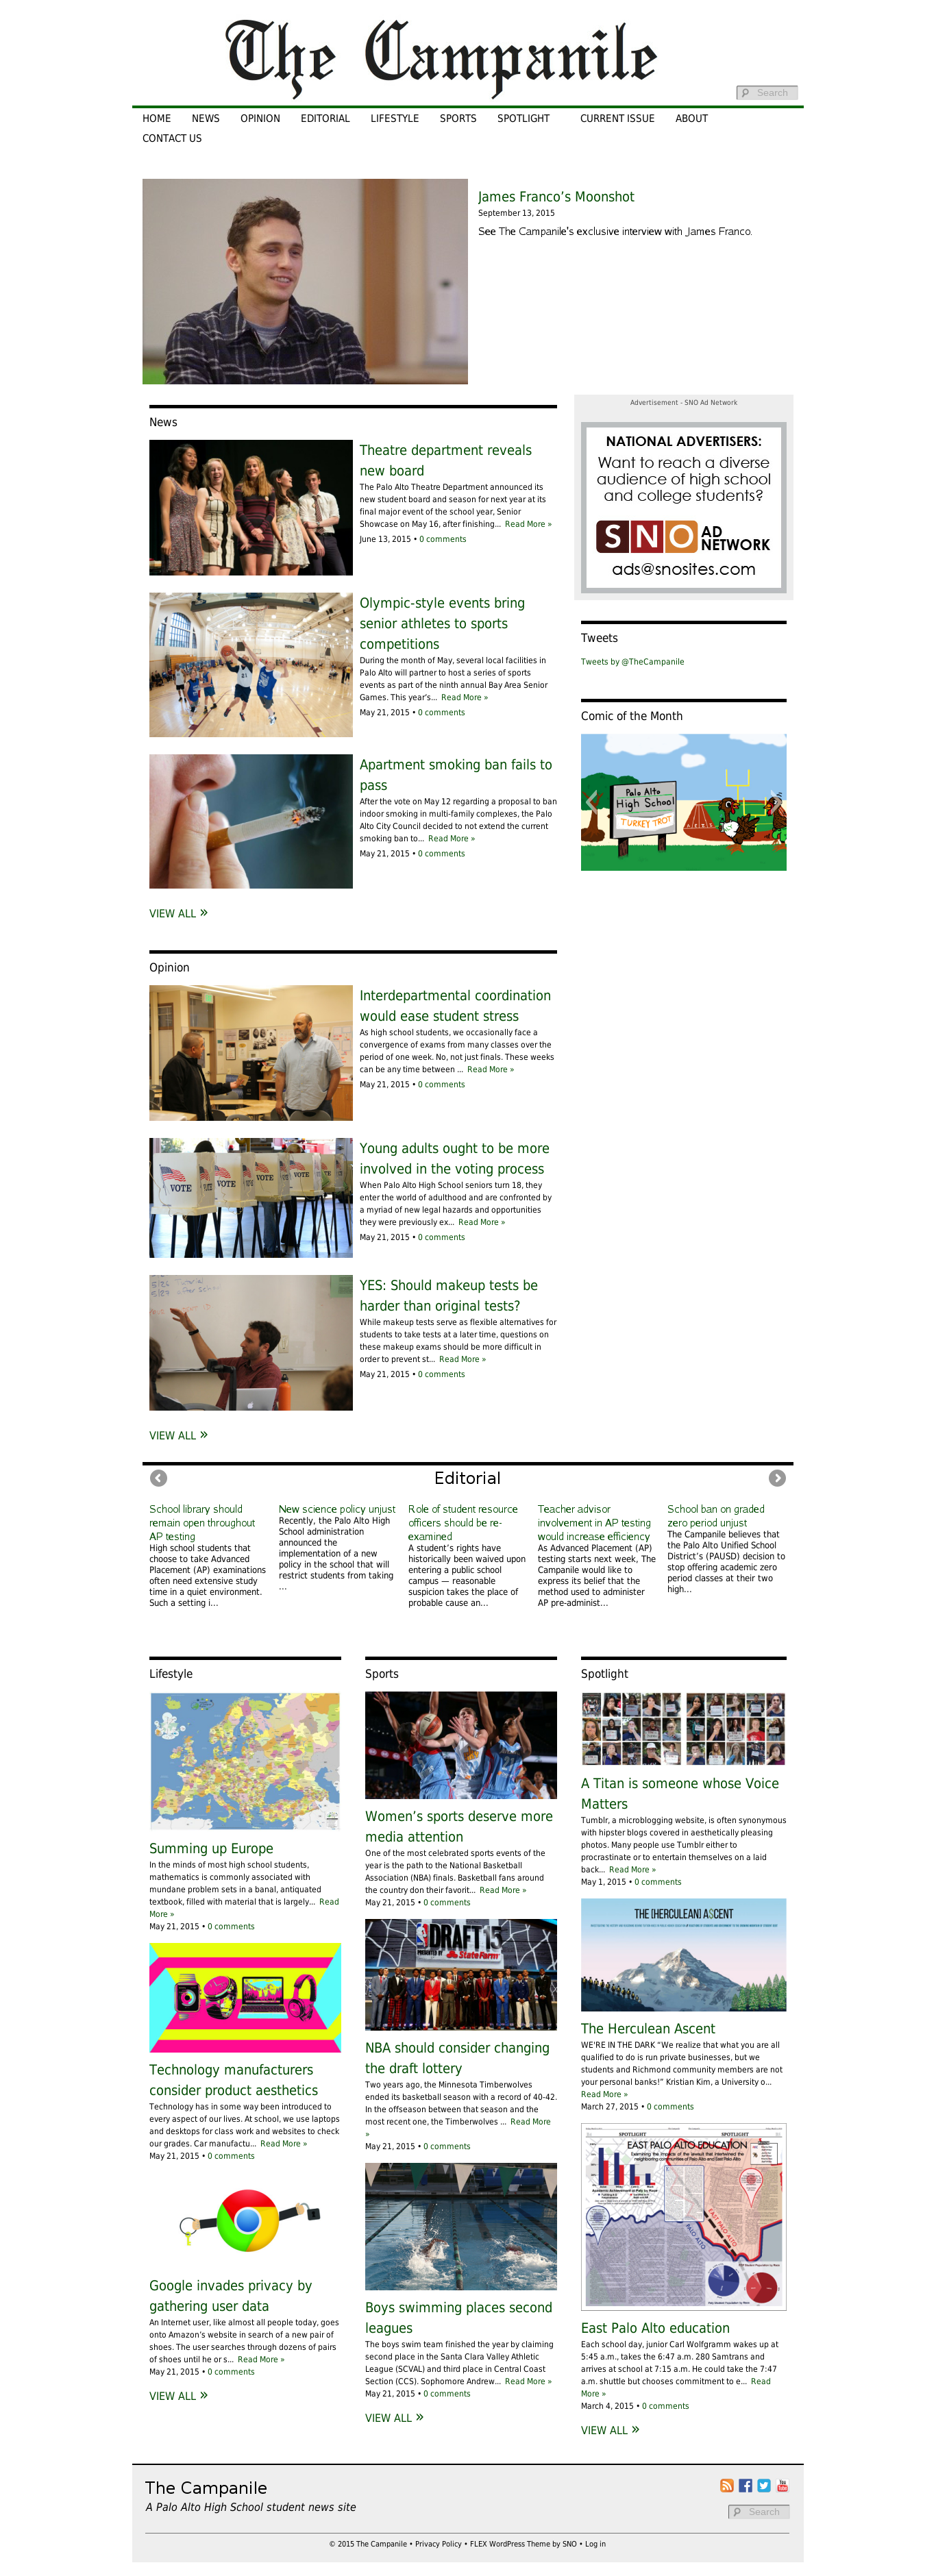 The Campanile
Search
HOME NEWS OPINION EDITORIAL LIFESTYLE SPORTS SPOTLIGHT CURRENT ISSUE ABOUT
CONTACT US
James Franco’s Moonshot
September 13, 2015
See The Campanile's exclusive interview with James Franco.
News
Theatre department reveals
new board
The Palo Alto Theatre Department announced its
new student board and season for next year at its
final major event of the school year, Senior
Showcase on May 16, after finishing... Read More »
June 13, 2015 • 0 comments
Olympic-style events bring
senior athletes to sports
competitions
During the month of May, several local facilities in
Palo Alto will partner to host a series of sports
events as part of the ninth annual Bay Area Senior
Games. This year's... Read More »
May 21, 2015 • 0 comments
Apartment smoking ban fails to
pass
After the vote on May 12 regarding a proposal to ban
indoor smoking in multi-family complexes, the Palo
Alto City Council decided to not extend the current
smoking ban to... Read More »
May 21, 2015 • 0 comments
VIEW ALL »
Advertisement - SNO Ad Network
NATIONAL ADVERTISERS:
Want to reach a diverse
audience of high school
and college students?
SNO AD
NETWORK
ads@snosites.com
Tweets
Tweets by @TheCampanile
Comic of the Month
Palo Alto
High School
TURKEY TROT
Opinion
Interdepartmental coordination
would ease student stress
As high school students, we occasionally face a
convergence of exams from many classes over the
period of one week. No, not just finals. These weeks
can be any time between ... Read More »
May 21, 2015 • 0 comments
VOTE
VOTE
VOTE
VOTE
Young adults ought to be more
involved in the voting process
When Palo Alto High School seniors turn 18, they
enter the world of adulthood and are confronted by
a myriad of new legal hazards and opportunities
they were previously ex... Read More »
May 21, 2015 • 0 comments
YES: Should makeup tests be
harder than original tests?
While makeup tests serve as flexible alternatives for
students to take tests at a later time, questions on
these makeup exams should be more difficult in
order to prevent st... Read More »
May 21, 2015 • 0 comments
VIEW ALL »
Editorial
School library should
remain open throughout
AP testing
High school students that
choose to take Advanced
Placement (AP) examinations
often need extensive study
time in a quiet environment.
Such a setting i...
New science policy unjust
Recently, the Palo Alto High
School administration
announced the
implementation of a new
policy in the school that will
restrict students from taking
...
Role of student resource
officers should be re-
examined
A student’s rights have
historically been waived upon
entering a public school
campus — reasonable
suspicion takes the place of
probable cause an...
Teacher advisor
involvement in AP testing
would increase efficiency
As Advanced Placement (AP)
testing starts next week, The
Campanile would like to
express its belief that the
method used to administer
AP pre-administ...
School ban on graded
zero period unjust
The Campanile believes that
the Palo Alto Unified School
District’s (PAUSD) decision to
stop offering academic zero
period classes at their two
high...
Lifestyle
Summing up Europe
In the minds of most high school students,
mathematics is commonly associated with
mundane problem sets in a banal, antiquated
textbook, filled with material that is largely... Read
More »
May 21, 2015 • 0 comments
Technology manufacturers
consider product aesthetics
Technology has in some way been introduced to
every aspect of our lives. At school, we use laptops
and desktops for class work and websites to check
our grades. Car manufactu... Read More »
May 21, 2015 • 0 comments
Google invades privacy by
gathering user data
An Internet user, like almost all people today, goes
onto Amazon’s website in search of a new pair of
shoes. The user searches through dozens of pairs
of shoes until he or s... Read More »
May 21, 2015 • 0 comments
VIEW ALL »
Sports
Women’s sports deserve more
media attention
One of the most celebrated sports events of the
year is the path to the National Basketball
Association (NBA) finals. Basketball fans around
the country don their favorit... Read More »
May 21, 2015 • 0 comments
DRAFT 15
PRESENTED BY State Farm
NBA should consider changing
the draft lottery
Two years ago, the Minnesota Timberwolves
ended its basketball season with a record of 40-42.
In the offseason between that season and the
most recent one, the Timberwolves ... Read More
»
May 21, 2015 • 0 comments
Boys swimming places second
leagues
The boys swim team finished the year by claiming
second place in the Santa Clara Valley Athletic
League (SCVAL) and third place in Central Coast
Section (CCS). Sophomore Andrew... Read More »
May 21, 2015 • 0 comments
VIEW ALL »
Spotlight
A Titan is someone whose Voice
Matters
Tumblr, a microblogging website, is often synonymous
with hipster blogs covered in aesthetically pleasing
photos. Many people use Tumblr either to
procrastinate or to entertain themselves on a laid
back... Read More »
May 1, 2015 • 0 comments
THE [HERCULEAN] A$CENT
The Herculean Ascent
WE'RE IN THE DARK “We realize that what you are all
qualified to do is run private businesses, but we
students and Richmond community members are not
your personal banks!” Kristian Kim, a University o...
Read More »
March 27, 2015 • 0 comments
SPOTLIGHT
SPOTLIGHT
EAST PALO ALTO EDUCATION
PALO ALTO
EAST PALO ALTO
East Palo Alto education
Each school day, junior Carl Wolfgramm wakes up at
5:45 a.m., takes the 6:47 a.m. 280 Samtrans and
arrives at school at 7:15 a.m. He could take the 7:47
a.m. shuttle but chooses commitment to e... Read
More »
March 4, 2015 • 0 comments
VIEW ALL »
The Campanile
A Palo Alto High School student news site
Search
© 2015 The Campanile • Privacy Policy • FLEX WordPress Theme by SNO • Log in